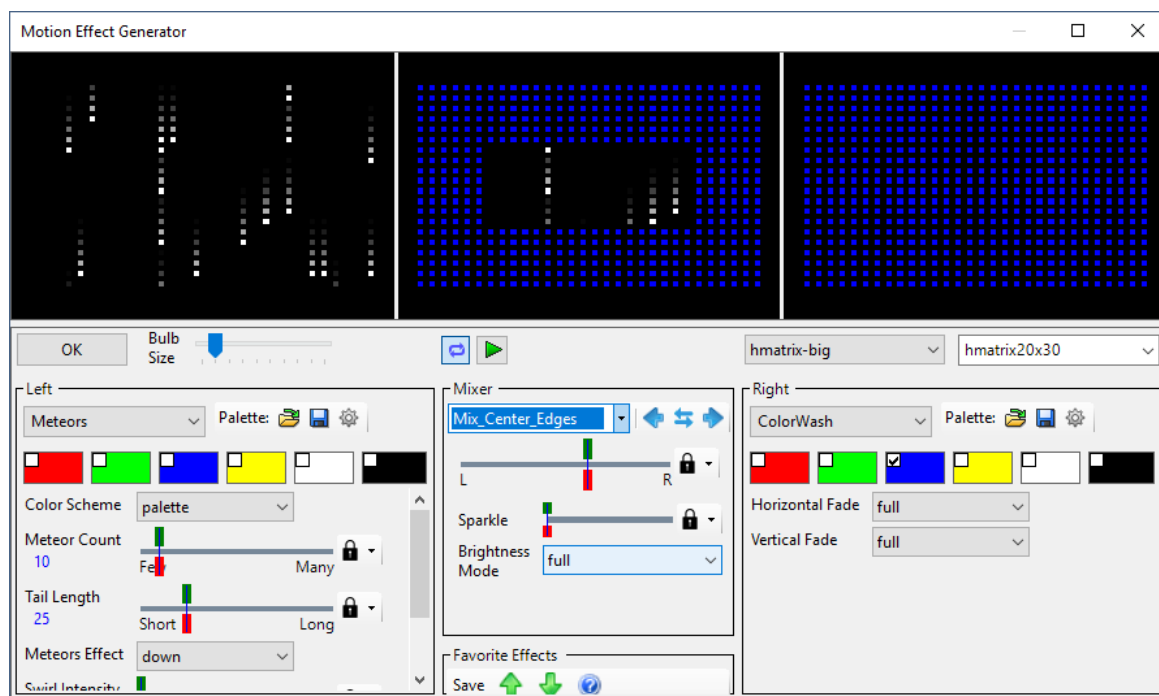 Motion Effect Generator
OK
Bulb Size
hmatrix-big
hmatrix20x30
Left
Meteors
Palette:
Color Scheme
palette
Meteor Count
10
Few
Many
Tail Length
25
Short
Long
Meteors Effect
down
Swirl Intensity
Mixer
Mix_Center_Edges
L
R
Sparkle
Brightness Mode
full
Favorite Effects
Save
Right
ColorWash
Palette:
Horizontal Fade
full
Vertical Fade
full